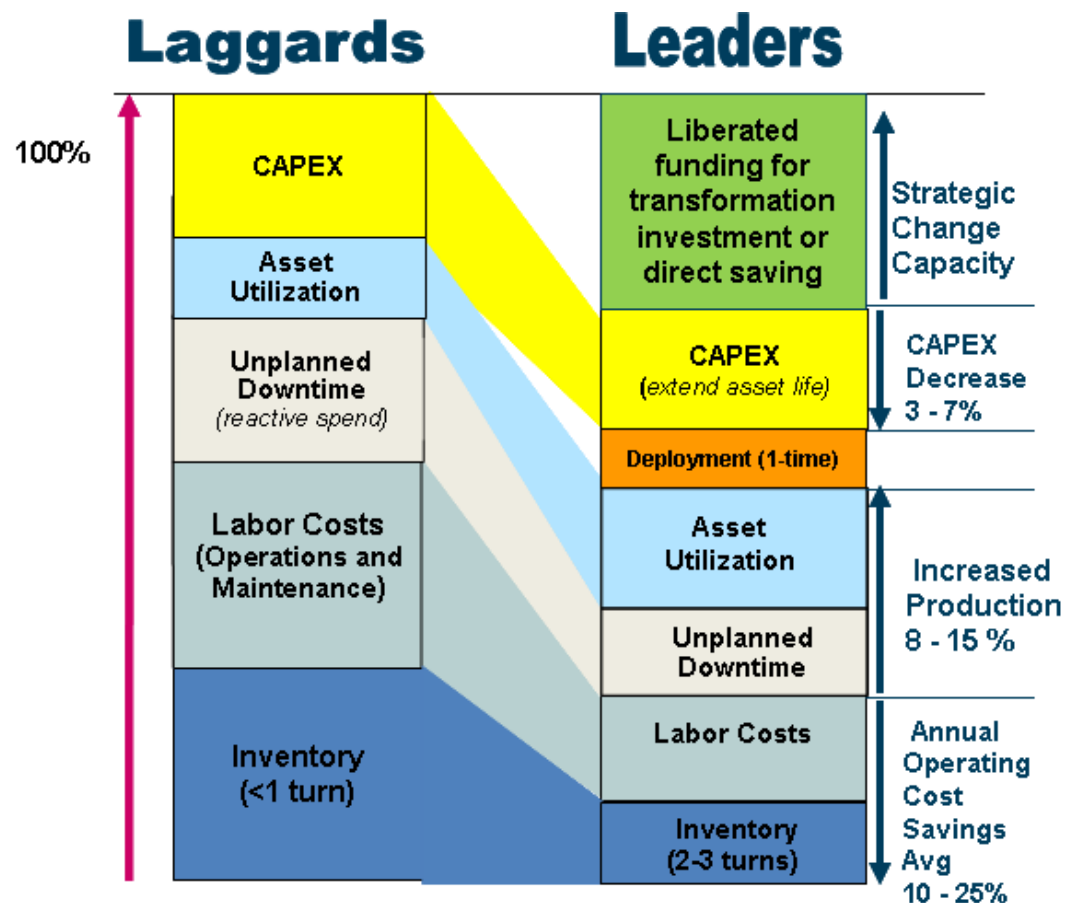 Laggards
Leaders
100%
CAPEX
Asset
Utilization
Unplanned
Downtime
(reactive spend)
Labor Costs
(Operations and
Maintenance)
Inventory
(<1 turn)
Liberated
funding for
transformation
investment or
direct saving
CAPEX
(extend asset life)
Deployment (1-time)
Asset
Utilization
Unplanned
Downtime
Labor Costs
Inventory
(2-3 turns)
Strategic
Change
Capacity
CAPEX
Decrease
3 - 7%
Increased
Production
8 - 15 %
Annual
Operating
Cost
Savings
Avg
10 - 25%